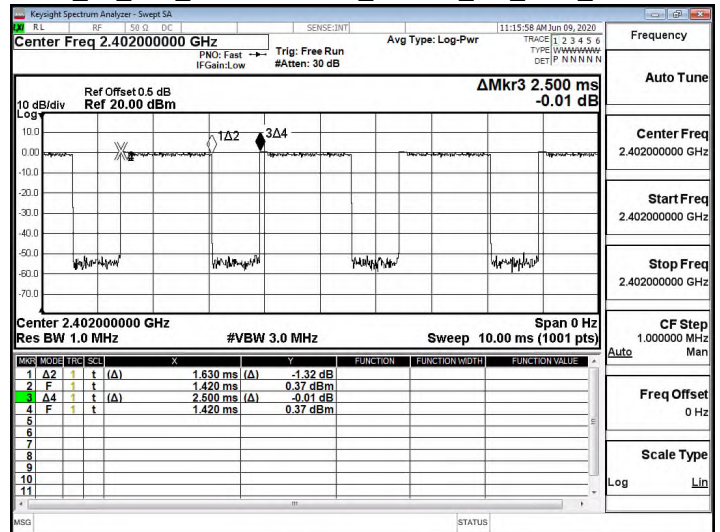 Keysight Spectrum Analyzer - Swept SA
LXI RL RF 50 Ω DC SENSE:INT 11:15:58 AM Jun 09, 2020
Center Freq 2.402000000 GHz
PNO: Fast
IFGain:Low
Trig: Free Run
#Atten: 30 dB
Avg Type: Log-Pwr
TRACE 1 2 3 4 5 6
TYPE WWWWWW
DET P N N N N N
ΔMkr3 2.500 ms
-0.01 dB
Ref Offset 0.5 dB
Ref 20.00 dBm
10 dB/div
Log
10.0
0.00
-10.0
-20.0
-30.0
-40.0
-50.0
-60.0
-70.0
1Δ2
3Δ4
Center 2.402000000 GHz
Span 0 Hz
Res BW 1.0 MHz
#VBW 3.0 MHz
Sweep 10.00 ms (1001 pts)
MKR MODE TRC SCL X Y FUNCTION FUNCTION WIDTH FUNCTION VALUE
1 Δ2 1 t (Δ) 1.630 ms (Δ) -1.32 dB
2 F 1 t 1.420 ms 0.37 dBm
3 Δ4 1 t (Δ) 2.500 ms (Δ) -0.01 dB
4 F 1 t 1.420 ms 0.37 dBm
5
6
7
8
9
10
11
MSG
STATUS
Frequency
Auto Tune
Center Freq
2.402000000 GHz
Start Freq
2.402000000 GHz
Stop Freq
2.402000000 GHz
CF Step
1.000000 MHz
Auto Man
Freq Offset
0 Hz
Scale Type
Log Lin